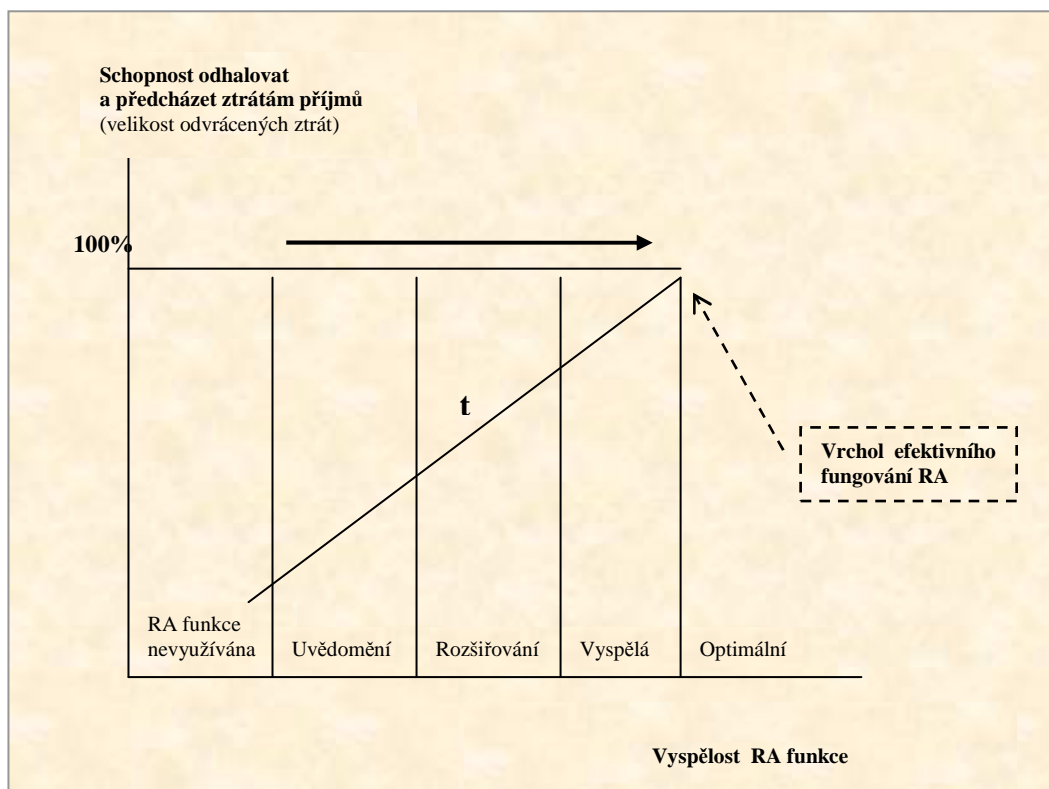 Schopnost odhalovat
a předcházet ztrátám příjmů
(velikost odvrácených ztrát)
100%
t
Vrchol efektivního
fungování RA
RA funkce
nevyužívána
Uvědomění
Rozšiřování
Vyspělá
Optimální
Vyspělost RA funkce